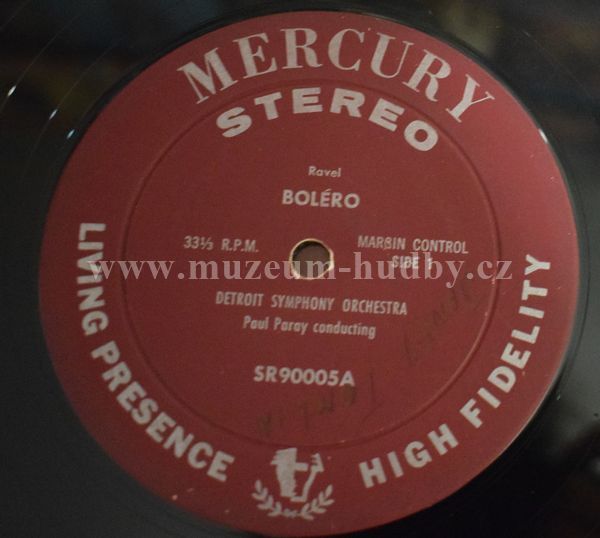 MERCURY
STEREO
Ravel
BOLÉRO
33⅓ R.P.M.
MARGIN CONTROL
SIDE 1
www.muzeum-hudby.cz
DETROIT SYMPHONY ORCHESTRA
Paul Paray conducting
SR90005A
LIVING PRESENCE
HIGH FIDELITY